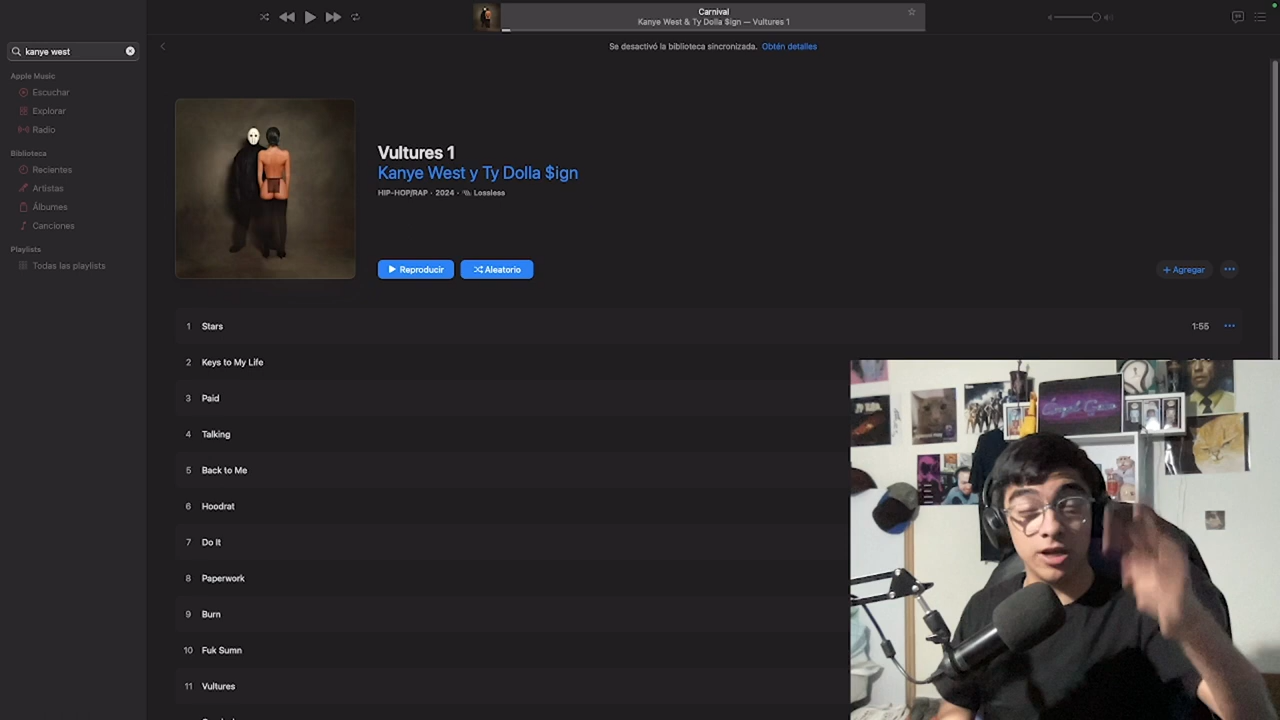 Carnival
Kanye West & Ty Dolla $ign — Vultures 1
kanye west
Se desactivó la biblioteca sincronizada. Obtén detalles
Apple Music
Escuchar
Explorar
Radio
Biblioteca
Recientes
Artistas
Álbumes
Canciones
Playlists
Todas las playlists
Vultures 1
Kanye West y Ty Dolla $ign
HIP-HOP/RAP · 2024 · Lossless
Reproducir
Aleatorio
+ Agregar
1 Stars 1:55
2 Keys to My Life
3 Paid
4 Talking
5 Back to Me
6 Hoodrat
7 Do It
8 Paperwork
9 Burn
10 Fuk Sumn
11 Vultures